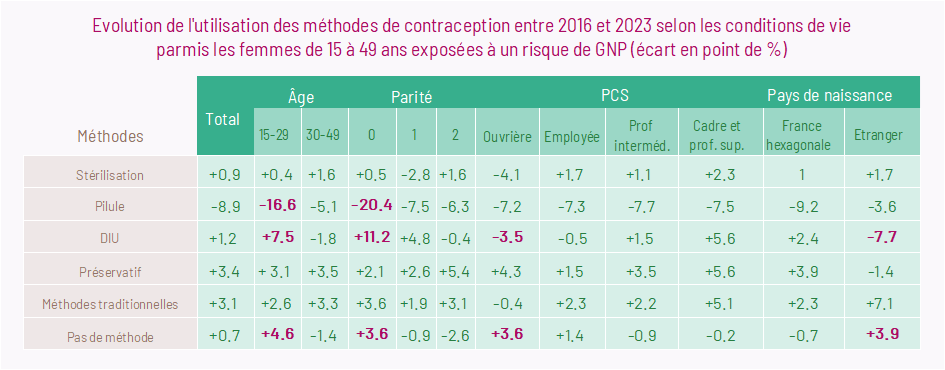 Evolution de l'utilisation des méthodes de contraception entre 2016 et 2023 selon les conditions de vie
parmis les femmes de 15 à 49 ans exposées à un risque de GNP (écart en point de %)
Méthodes Total Âge Parité PCS Pays de naissance
15-29 30-49 0 1 2 Ouvrière Employée Prof interméd. Cadre et prof. sup. France hexagonale Etranger
Stérilisation +0.9 +0.4 +1.6 +0.5 -2.8 +1.6 -4.1 +1.7 +1.1 +2.3 1 +1.7
Pilule -8.9 -16.6 -5.1 -20.4 -7.5 -6.3 -7.2 -7.3 -7.7 -7.5 -9.2 -3.6
DIU +1.2 +7.5 -1.8 +11.2 +4.8 -0.4 -3.5 -0.5 +1.5 +5.6 +2.4 -7.7
Préservatif +3.4 + 3.1 +3.5 +2.1 +2.6 +5.4 +4.3 +1.5 +3.5 +5.6 +3.9 -1.4
Méthodes traditionnelles +3.1 +2.6 +3.3 +3.6 +1.9 +3.1 -0.4 +2.3 +2.2 +5.1 +2.3 +7.1
Pas de méthode +0.7 +4.6 -1.4 +3.6 -0.9 -2.6 +3.6 +1.4 -0.9 -0.2 -0.7 +3.9